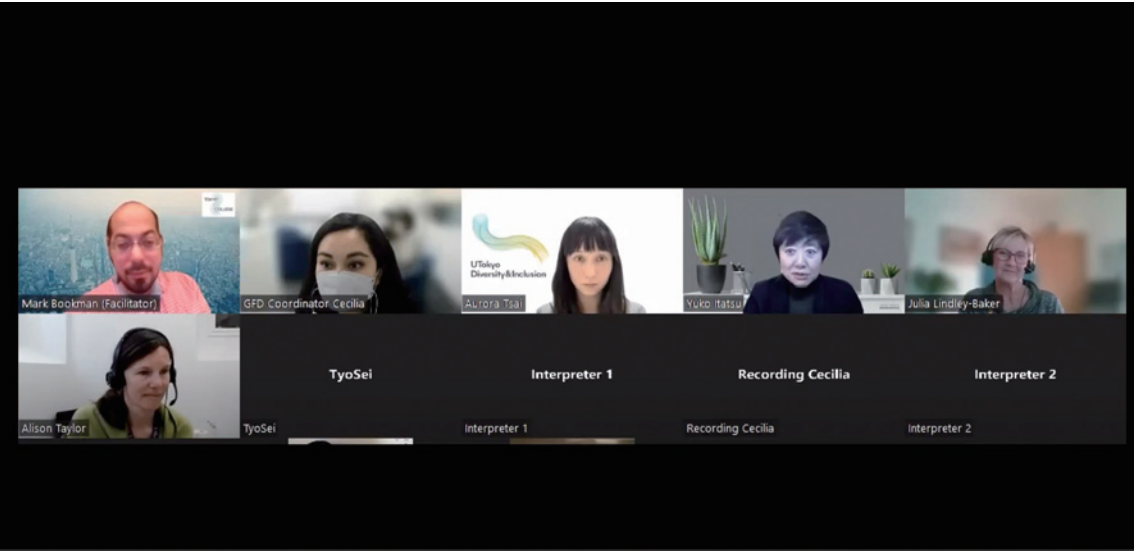 Mark Bookman (Facilitator)
GFD Coordinator Cecilia
UTokyo
Diversity&Inclusion
Aurora Tsai
Yuko Itatsu
Julia Lindley-Baker
Alison Taylor
TyoSei
TyoSei
Interpreter 1
Interpreter 1
Recording Cecilia
Recording Cecilia
Interpreter 2
Interpreter 2